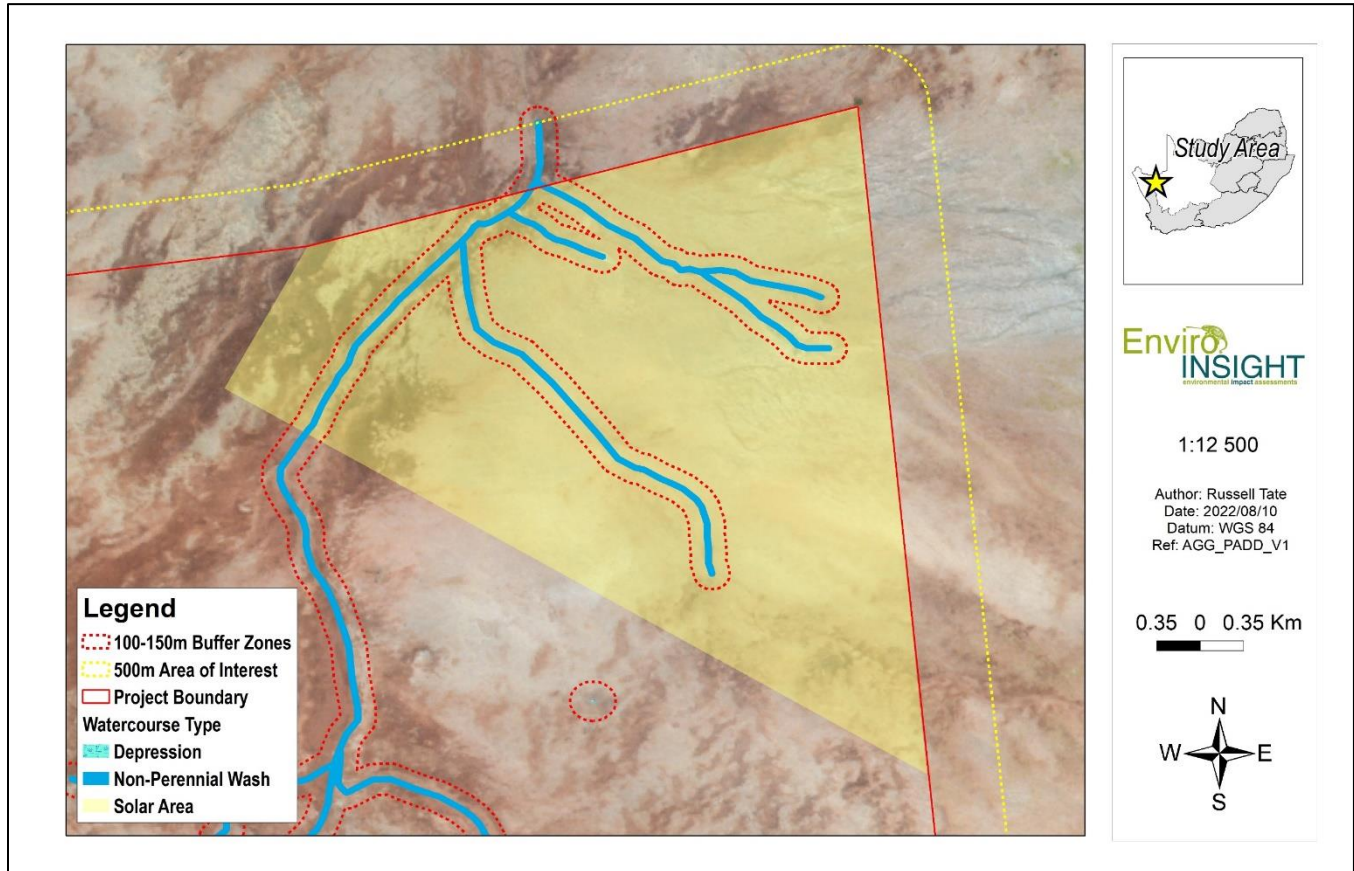 Legend
100-150m Buffer Zones
500m Area of Interest
Project Boundary
Watercourse Type
Depression
Non-Perennial Wash
Solar Area
Study Area
Enviro
INSIGHT
environmental impact assessments
1:12 500
Author: Russell Tate
Date: 2022/08/10
Datum: WGS 84
Ref: AGG_PADD_V1
0.35 0 0.35 Km
N
W E
S